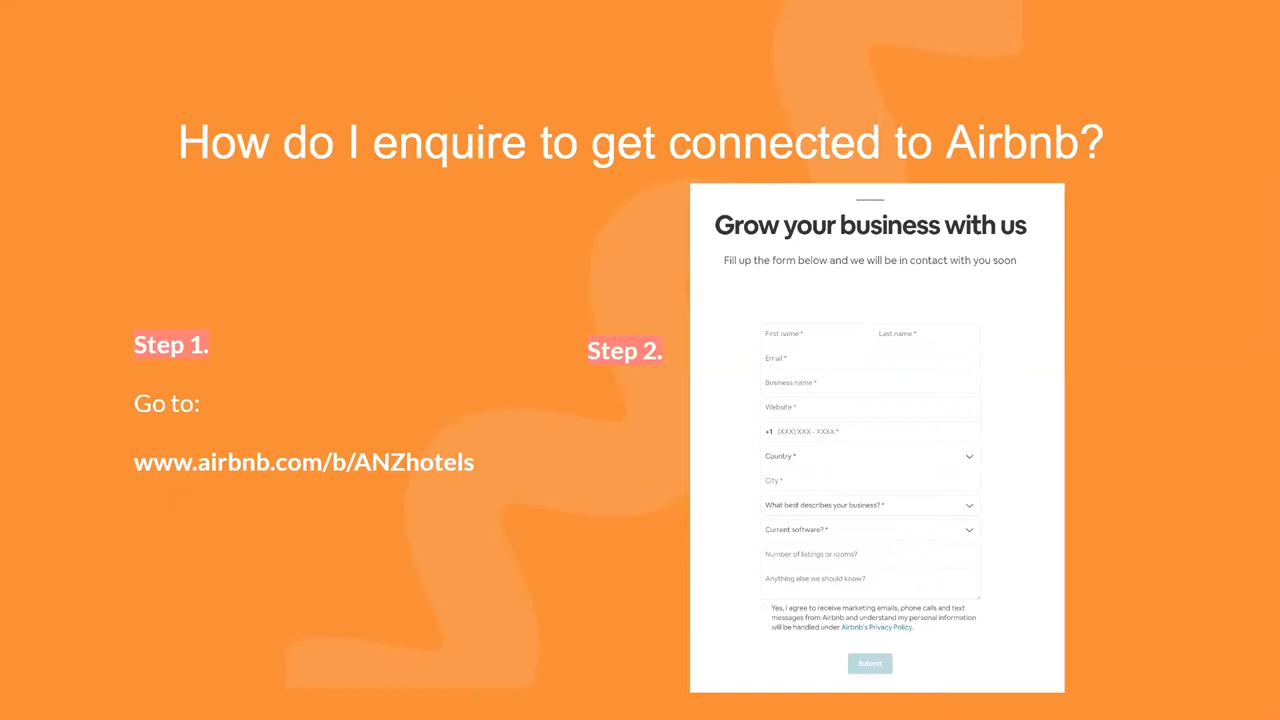 How do I enquire to get connected to Airbnb?
Step 1.
Go to:
www.airbnb.com/b/ANZhotels
Step 2.
Grow your business with us
Fill up the form below and we will be in contact with you soon
First name * Last name *
Email *
Business name *
Website *
+1 (XXX) XXX - XXXX *
Country *
City *
What best describes your business? *
Current software? *
Number of listings or rooms?
Anything else we should know?
Yes, I agree to receive marketing emails, phone calls and text
messages from Airbnb and understand my personal information
will be handled under Airbnb's Privacy Policy.
Submit